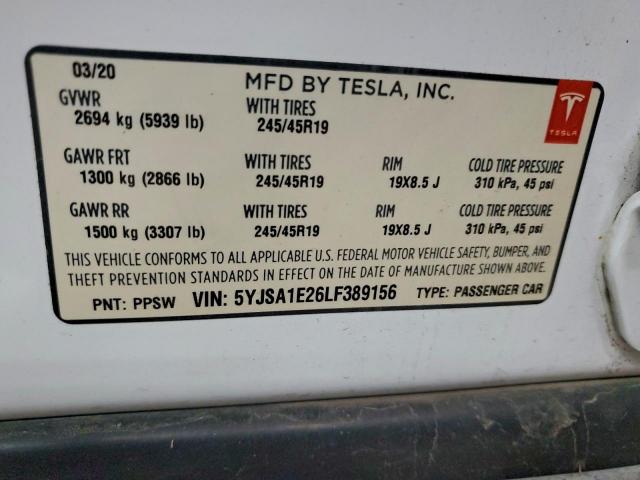 03/20 MFD BY TESLA, INC.
GVWR WITH TIRES
2694 kg (5939 lb) 245/45R19
TESLA
GAWR FRT WITH TIRES RIM COLD TIRE PRESSURE
1300 kg (2866 lb) 245/45R19 19X8.5 J 310 kPa, 45 psi
GAWR RR WITH TIRES RIM COLD TIRE PRESSURE
1500 kg (3307 lb) 245/45R19 19X8.5 J 310 kPa, 45 psi
THIS VEHICLE CONFORMS TO ALL APPLICABLE U.S. FEDERAL MOTOR VEHICLE SAFETY, BUMPER, AND
THEFT PREVENTION STANDARDS IN EFFECT ON THE DATE OF MANUFACTURE SHOWN ABOVE.
PNT: PPSW VIN: 5YJSA1E26LF389156 TYPE: PASSENGER CAR